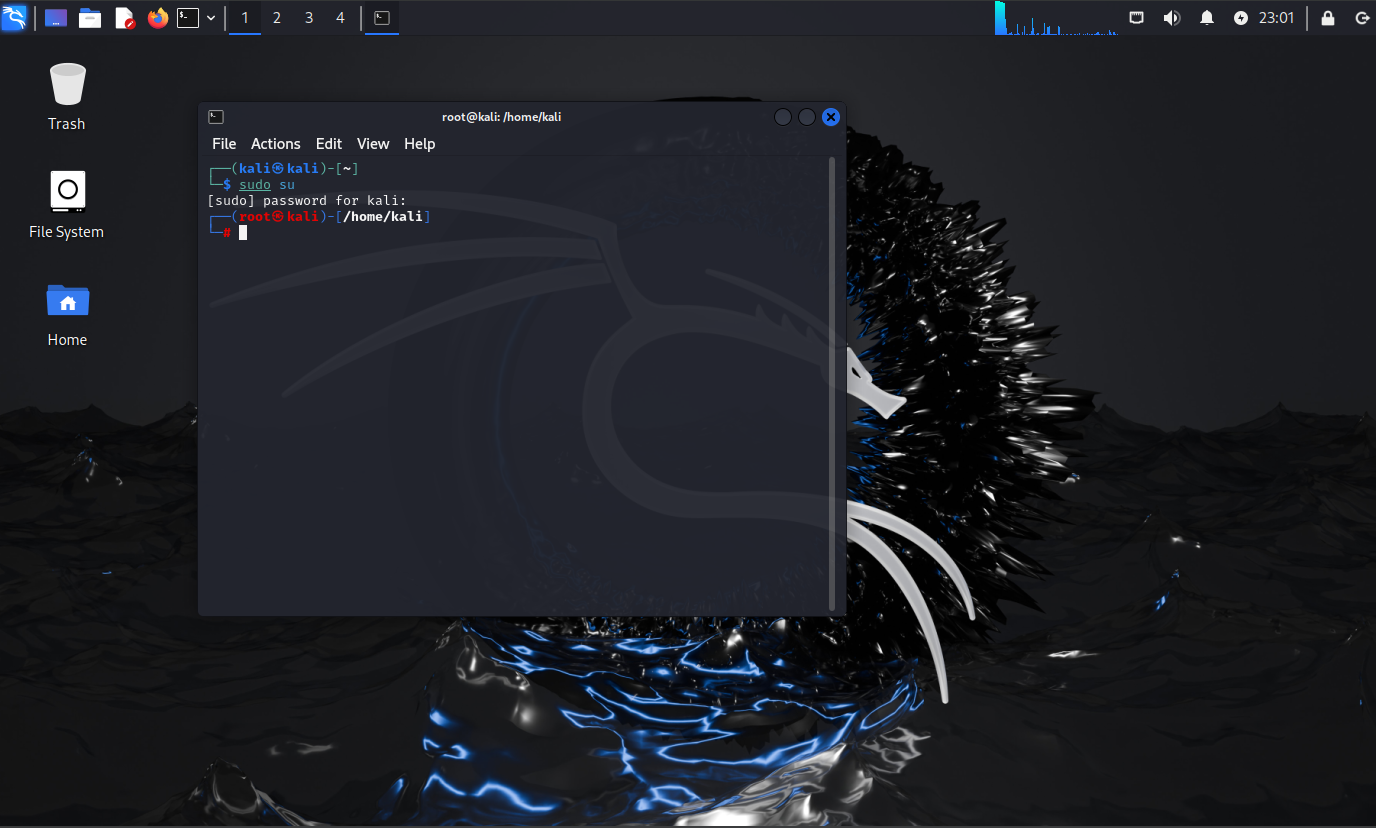 1 2 3 4
23:01
Trash
File System
Home
root@kali: /home/kali
File Actions Edit View Help
┌──(kali㉿kali)-[~]
└─$ sudo su
[sudo] password for kali:
┌──(root㉿kali)-[/home/kali]
└─#